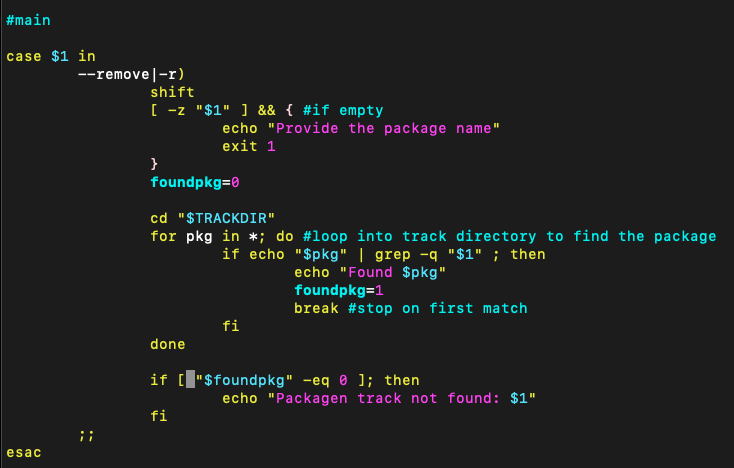 #main
case $1 in
--remove|-r)
shift
[ -z "$1" ] && { #if empty
echo "Provide the package name"
exit 1
}
foundpkg=0
cd "$TRACKDIR"
for pkg in *; do #loop into track directory to find the package
if echo "$pkg" | grep -q "$1" ; then
echo "Found $pkg"
foundpkg=1
break #stop on first match
fi
done
if [ "$foundpkg" -eq 0 ]; then
echo "Packagen track not found: $1"
fi
;;
esac